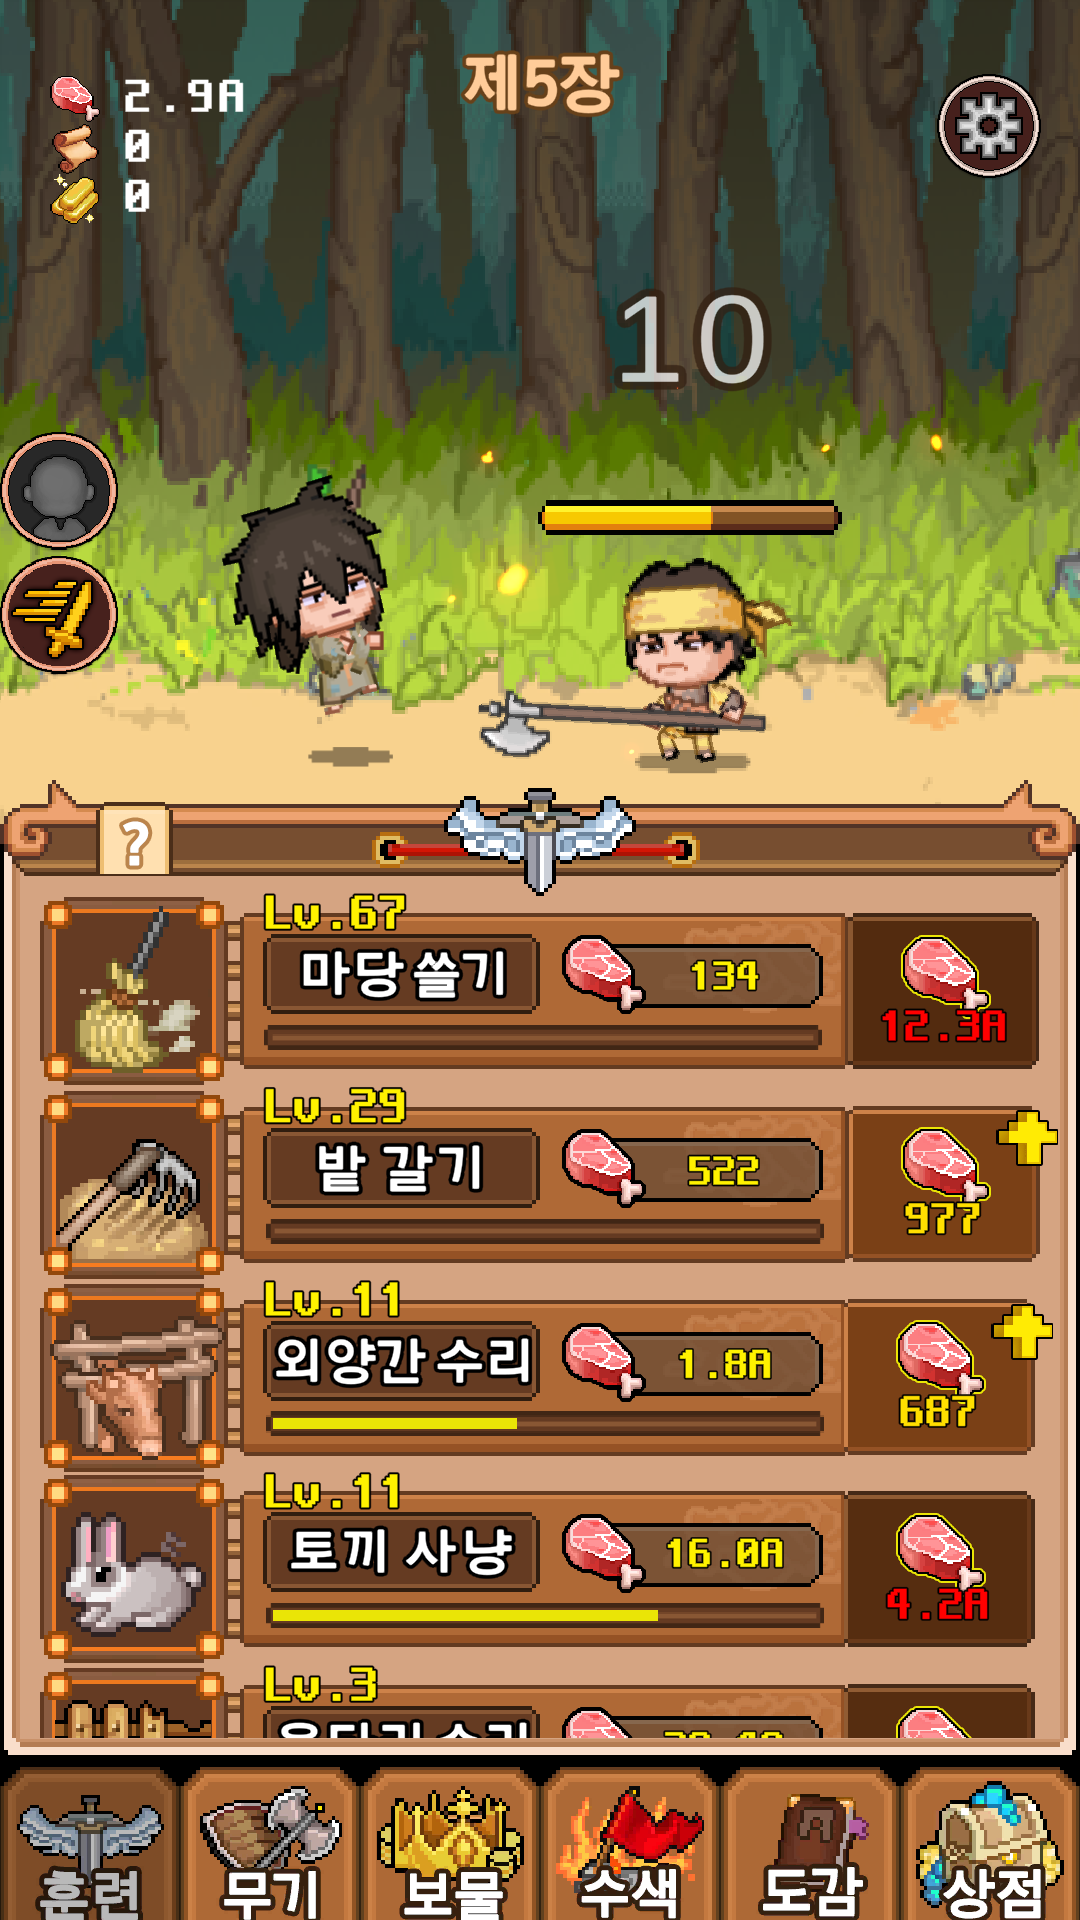 제5장
2.9A
0
0
10
?
Lv.67
마당 쓸기
134
12.3A
Lv.29
밭 갈기
522
977
Lv.11
외양간 수리
1.8A
687
Lv.11
토끼 사냥
16.0A
4.2A
Lv.3
훈련
무기
보물
수색
도감
상점